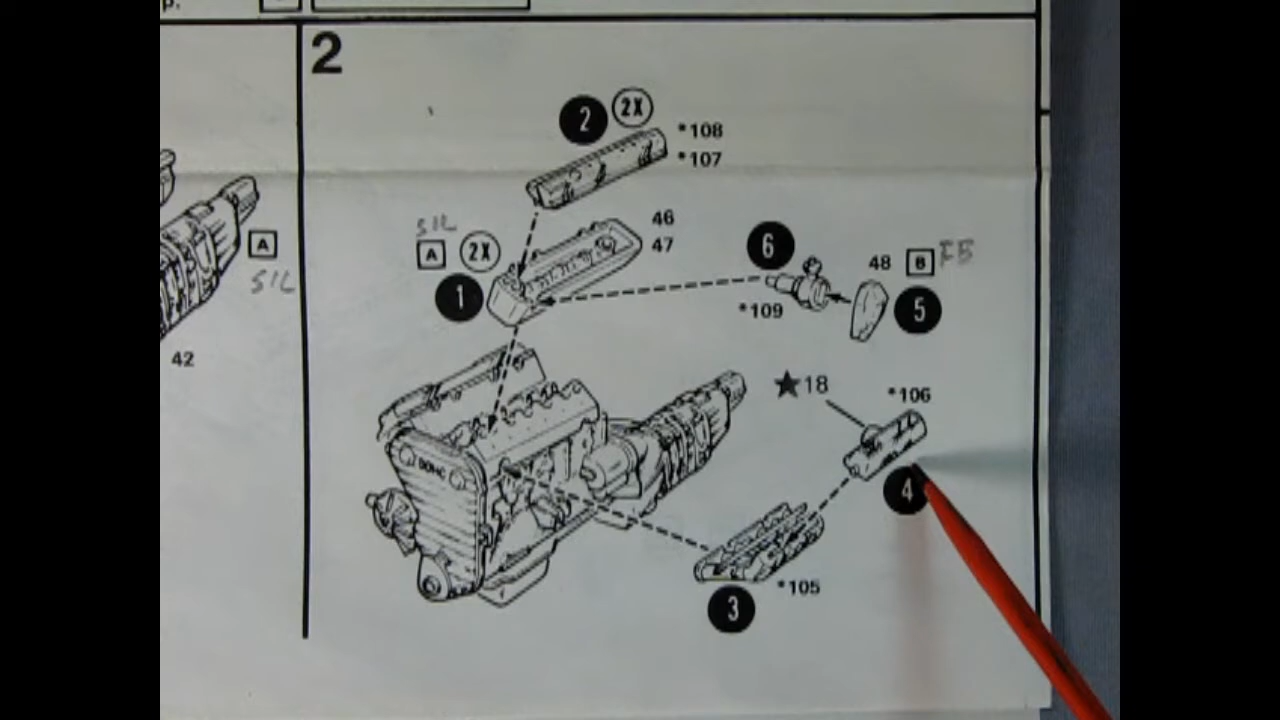 p.
2
2 2X *108
*107
SIL
A 2X
1
46
47
6
48 B FB
*109
5
A
SIL
42
★18
*106
DOHC
4
*105
3